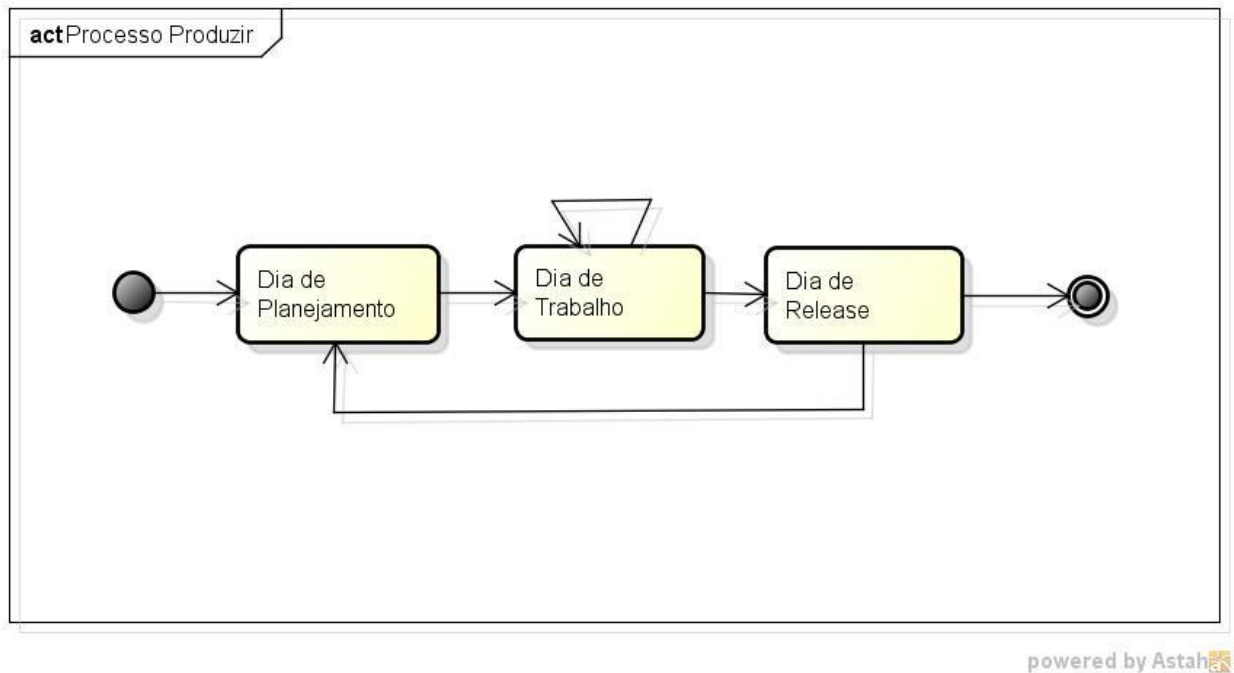 act Processo Produzir
Dia de
Planejamento
Dia de
Trabalho
Dia de
Release
powered by Astah